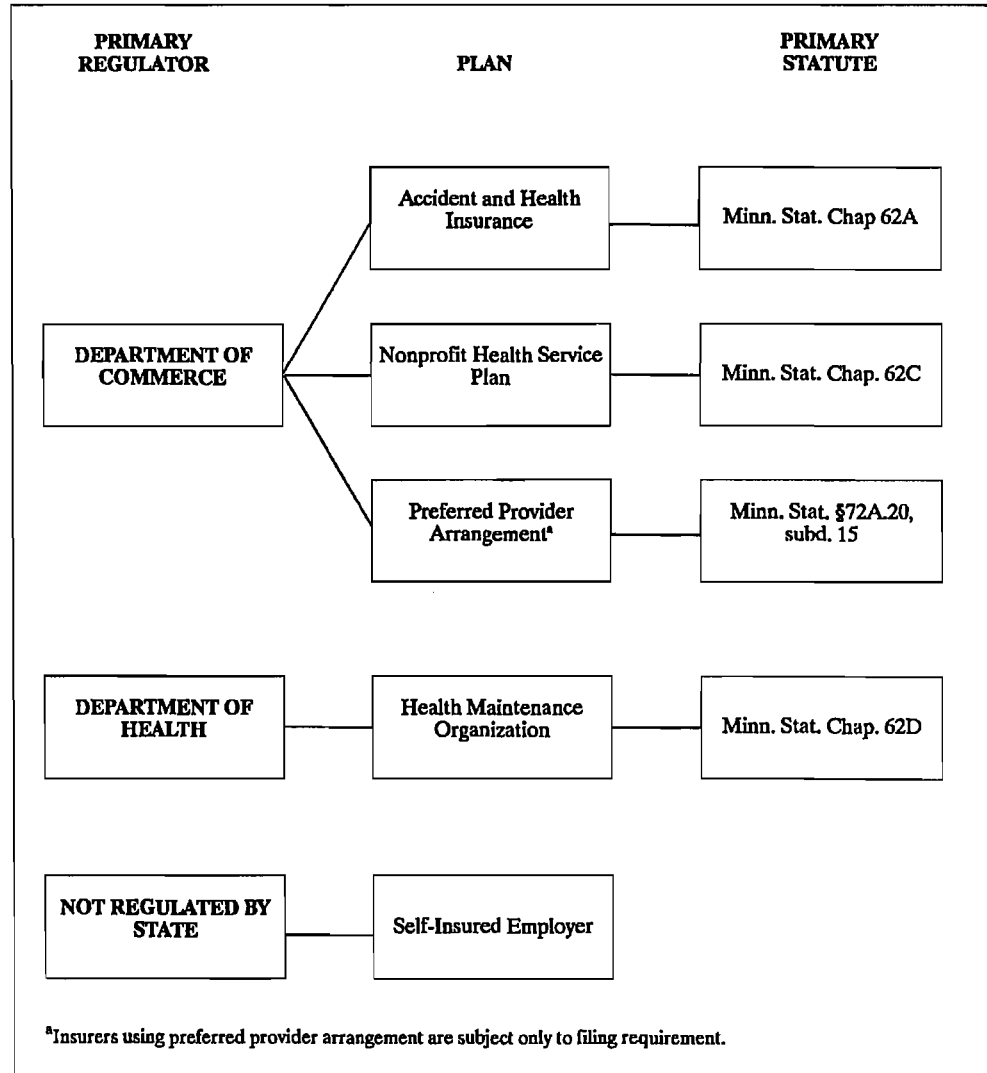 PRIMARY
REGULATOR
PLAN
PRIMARY
STATUTE
DEPARTMENT OF
COMMERCE
Accident and Health
Insurance
Minn. Stat. Chap 62A
Nonprofit Health Service
Plan
Minn. Stat. Chap. 62C
Preferred Provider
Arrangementᵃ
Minn. Stat. §72A.20,
subd. 15
DEPARTMENT OF
HEALTH
Health Maintenance
Organization
Minn. Stat. Chap. 62D
NOT REGULATED BY
STATE
Self-Insured Employer
ᵃInsurers using preferred provider arrangement are subject only to filing requirement.